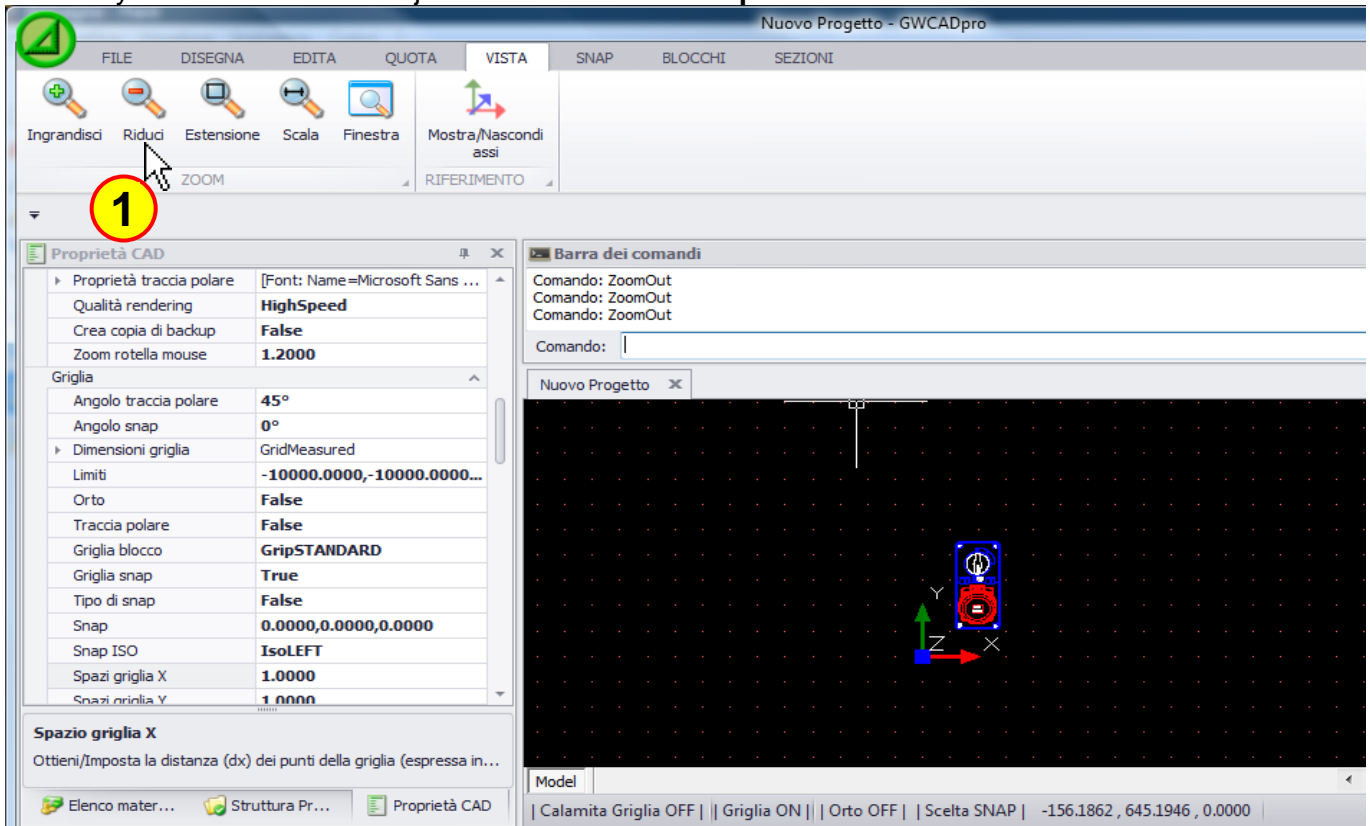 Nuovo Progetto - GWCADpro
FILE DISEGNA EDITA QUOTA VISTA SNAP BLOCCHI SEZIONI
Ingrandisci Riduci Estensione Scala Finestra Mostra/Nascondi
assi
ZOOM RIFERIMENTO
1
Proprietà CAD
Proprietà traccia polare [Font: Name=Microsoft Sans ...
Qualità rendering HighSpeed
Crea copia di backup False
Zoom rotella mouse 1.2000
Griglia
Angolo traccia polare 45°
Angolo snap 0°
Dimensioni griglia GridMeasured
Limiti -10000.0000,-10000.0000...
Orto False
Traccia polare False
Griglia blocco GripSTANDARD
Griglia snap True
Tipo di snap False
Snap 0.0000,0.0000,0.0000
Snap ISO IsoLEFT
Spazi griglia X 1.0000
Spazi griglia Y 1.0000
Spazio griglia X
Ottieni/Imposta la distanza (dx) dei punti della griglia (espressa in...
Elenco mater... Struttura Pr... Proprietà CAD
Barra dei comandi
Comando: ZoomOut
Comando: ZoomOut
Comando: ZoomOut
Comando:
Nuovo Progetto
Y
Z X
Model
| Calamita Griglia OFF | | Griglia ON | | Orto OFF | | Scelta SNAP | -156.1862 , 645.1946 , 0.0000